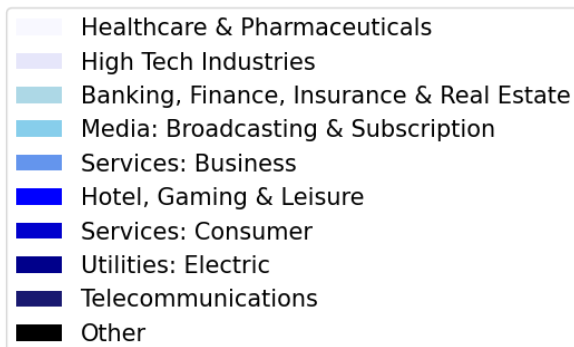 Healthcare & Pharmaceuticals
High Tech Industries
Banking, Finance, Insurance & Real Estate
Media: Broadcasting & Subscription
Services: Business
Hotel, Gaming & Leisure
Services: Consumer
Utilities: Electric
Telecommunications
Other